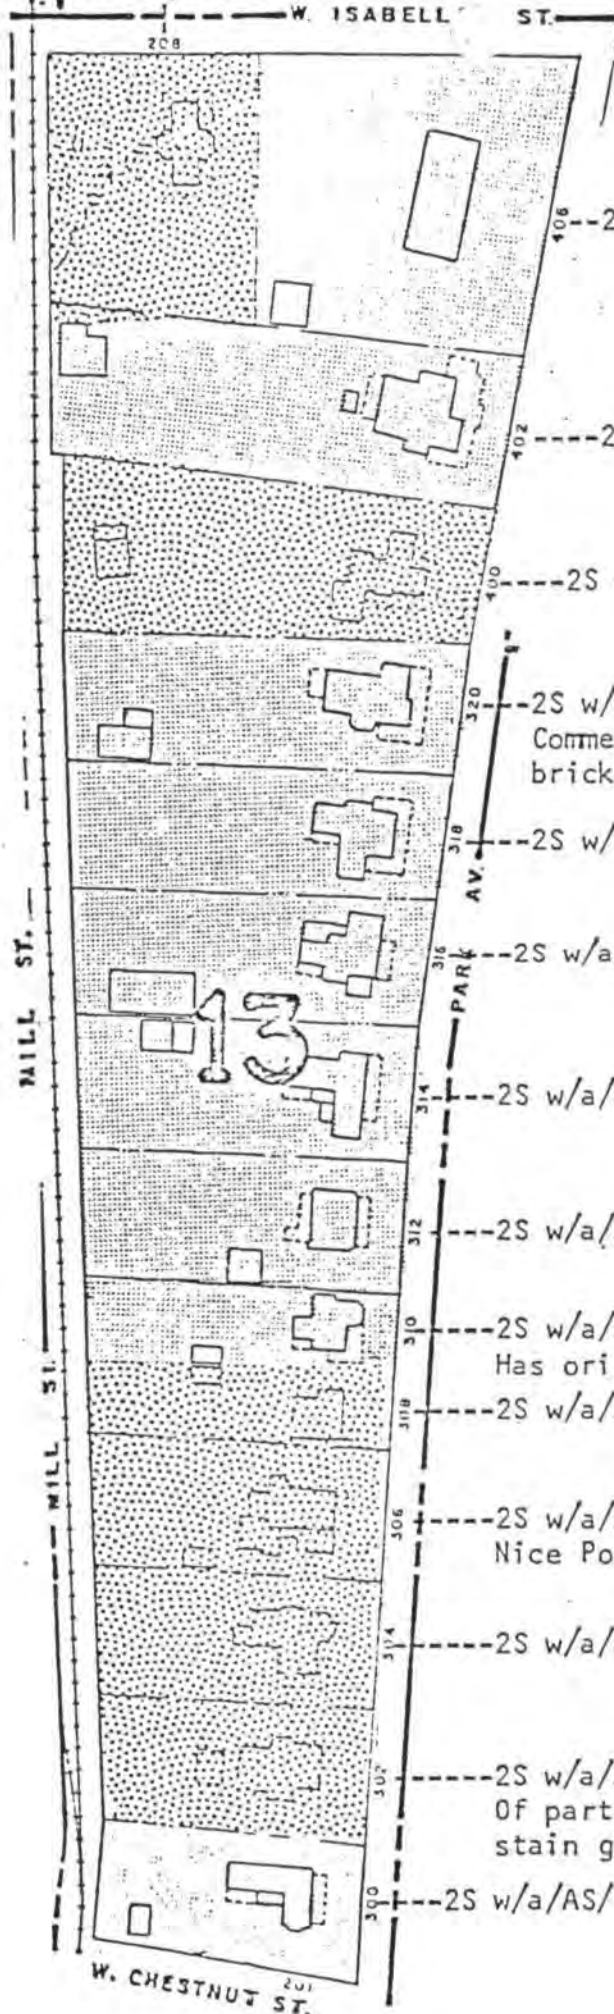 W. ISABELL ST.
208
406--2
402----2
400----2S
320---2S w/
Comme
brick
318---2S w/
AV.
316---2S w/a
PARK
MILL ST.
13
314----2S w/a/
312----2S w/a/
310----2S w/a/
Has ori
308----2S w/a/
MILL ST.
306----2S w/a/
Nice Po
2S w/a/
302----2S w/a/
Of part
stain g
300----2S w/a/AS/
W. CHESTNUT ST.
201